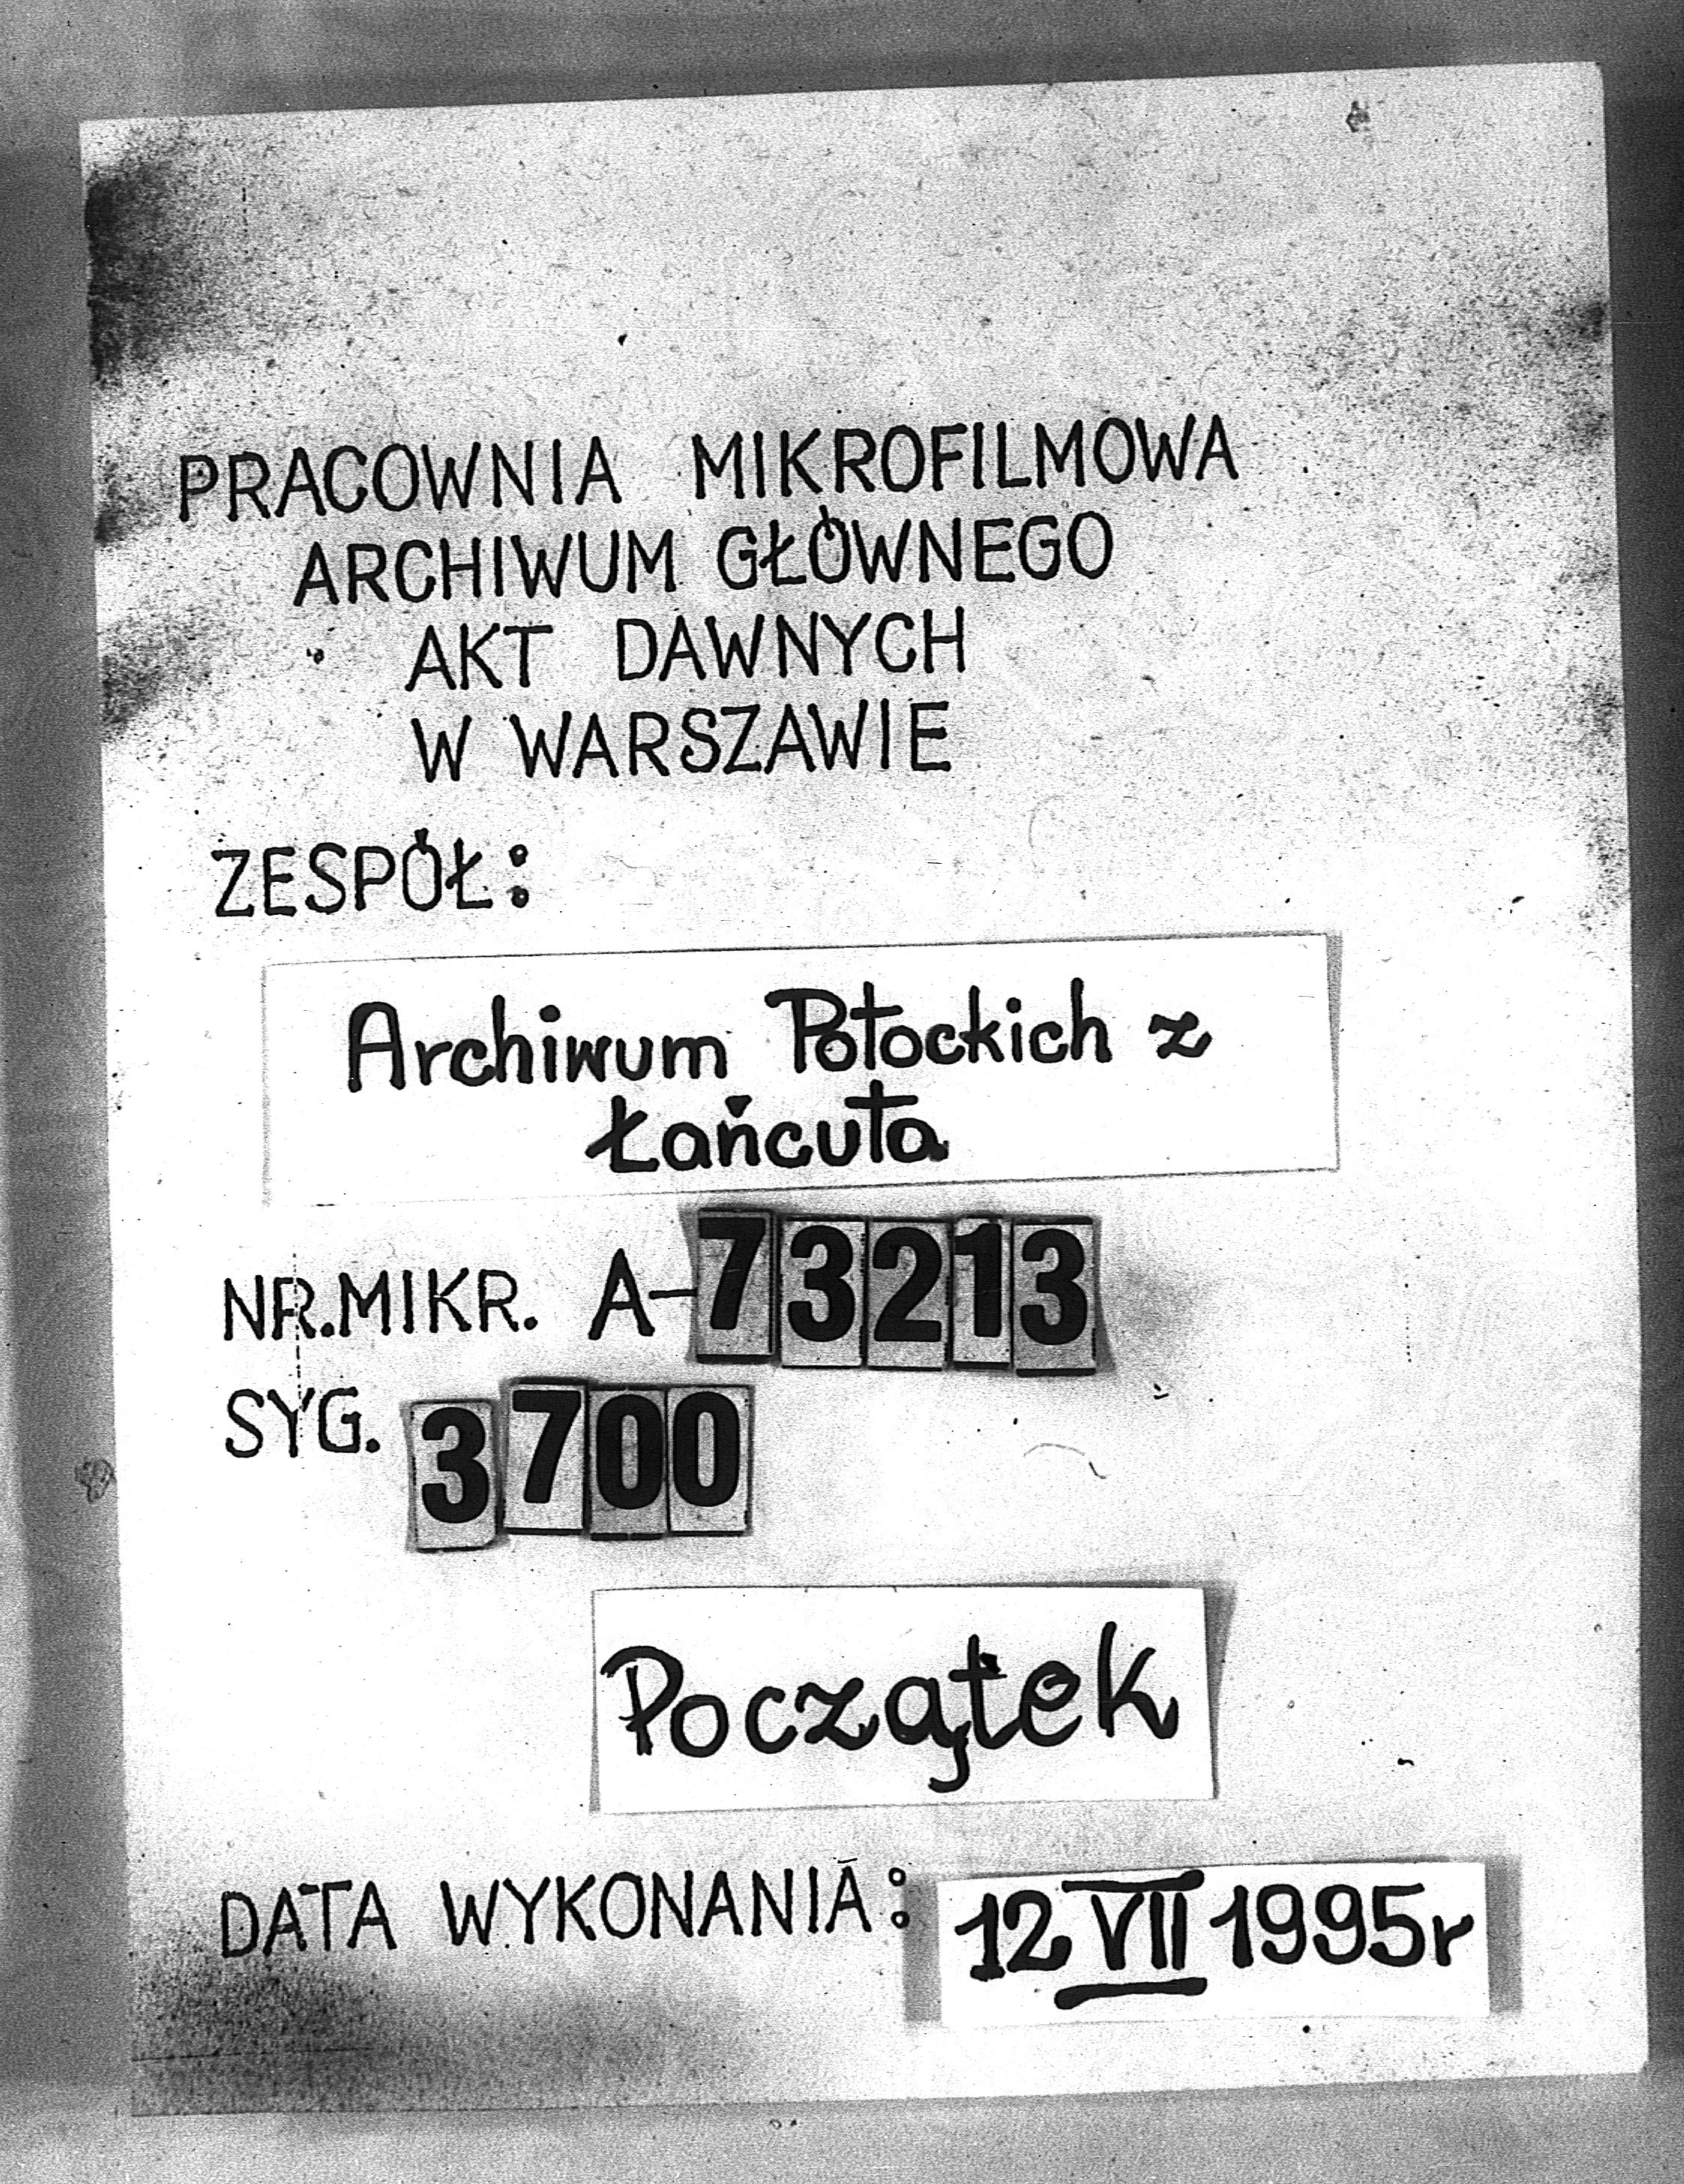 PRACOWNIA MIKROFILMOWA
ARCHIWUM GŁÓWNEGO
AKT DAWNYCH
W WARSZAWIE
ZESPÓŁ:
Archiwum Potockich z
Łańcuta
NR.MIKR. A-73213
SYG. 3700
Początek
DATA WYKONANIA: 12 VII 1995r